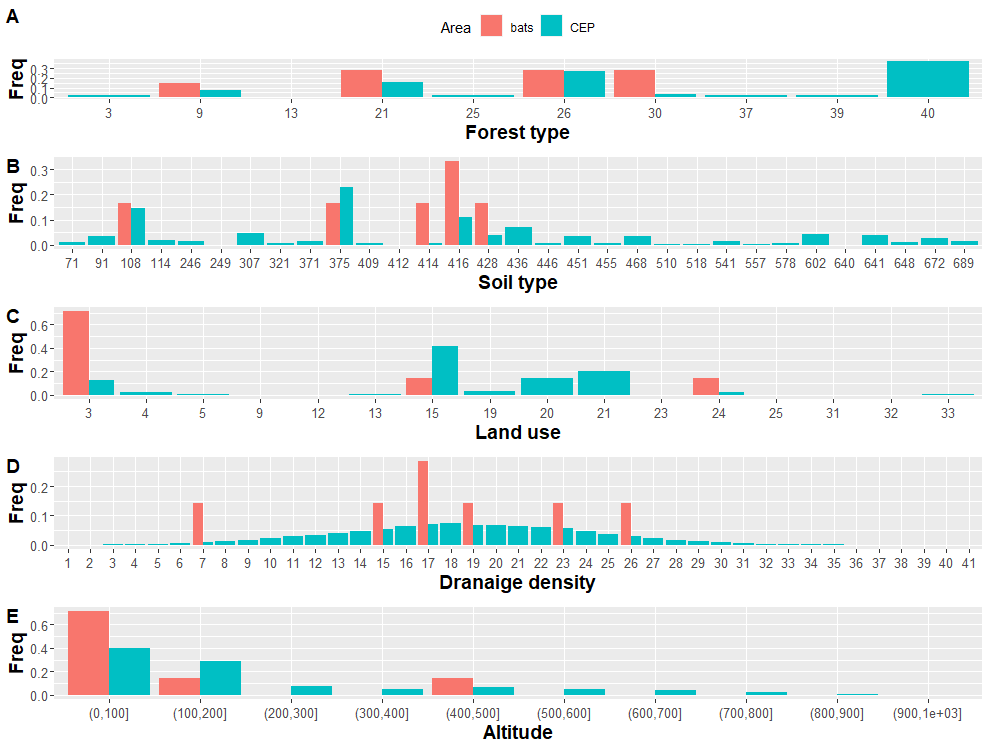 A
Area bats CEP
Freq
0.3
0.2
0.1
0.0
3 9 13 21 25 26 30 37 39 40
Forest type
B
Freq
0.3
0.2
0.1
0.0
71 91 108 114 246 249 307 321 371 375 409 412 414 416 428 436 446 451 455 468 510 518 541 557 578 602 640 641 648 672 689
Soil type
C
Freq
0.6
0.4
0.2
0.0
3 4 5 9 12 13 15 19 20 21 23 24 25 31 32 33
Land use
D
Freq
0.2
0.1
0.0
1 2 3 4 5 6 7 8 9 10 11 12 13 14 15 16 17 18 19 20 21 22 23 24 25 26 27 28 29 30 31 32 33 34 35 36 37 38 39 40 41
Dranaige density
E
Freq
0.6
0.4
0.2
0.0
(0,100] (100,200] (200,300] (300,400] (400,500] (500,600] (600,700] (700,800] (800,900] (900,1e+03]
Altitude